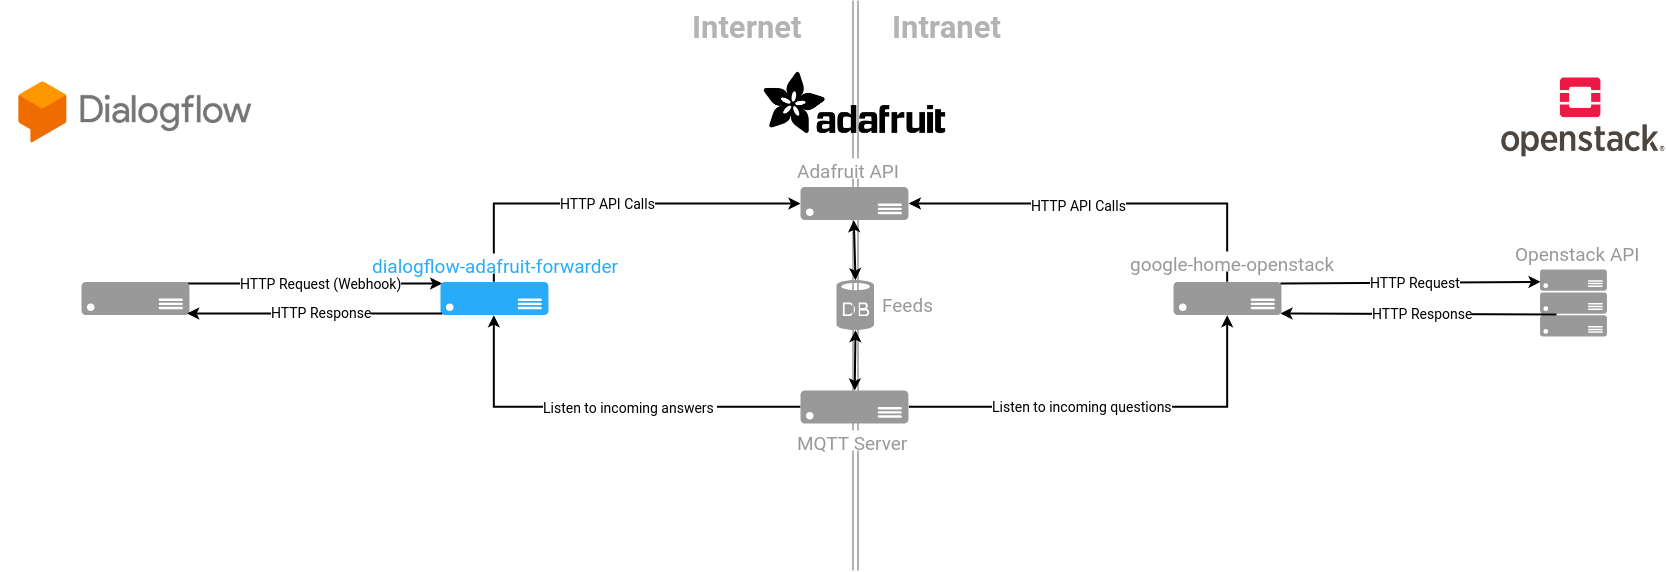 Internet
Intranet
Dialogflow
adafruit
openstack.
Adafruit API
HTTP API Calls
HTTP API Calls
dialogflow-adafruit-forwarder
google-home-openstack
Openstack API
HTTP Request (Webhook)
HTTP Request
DB
Feeds
HTTP Response
HTTP Response
Listen to incoming answers
Listen to incoming questions
MQTT Server